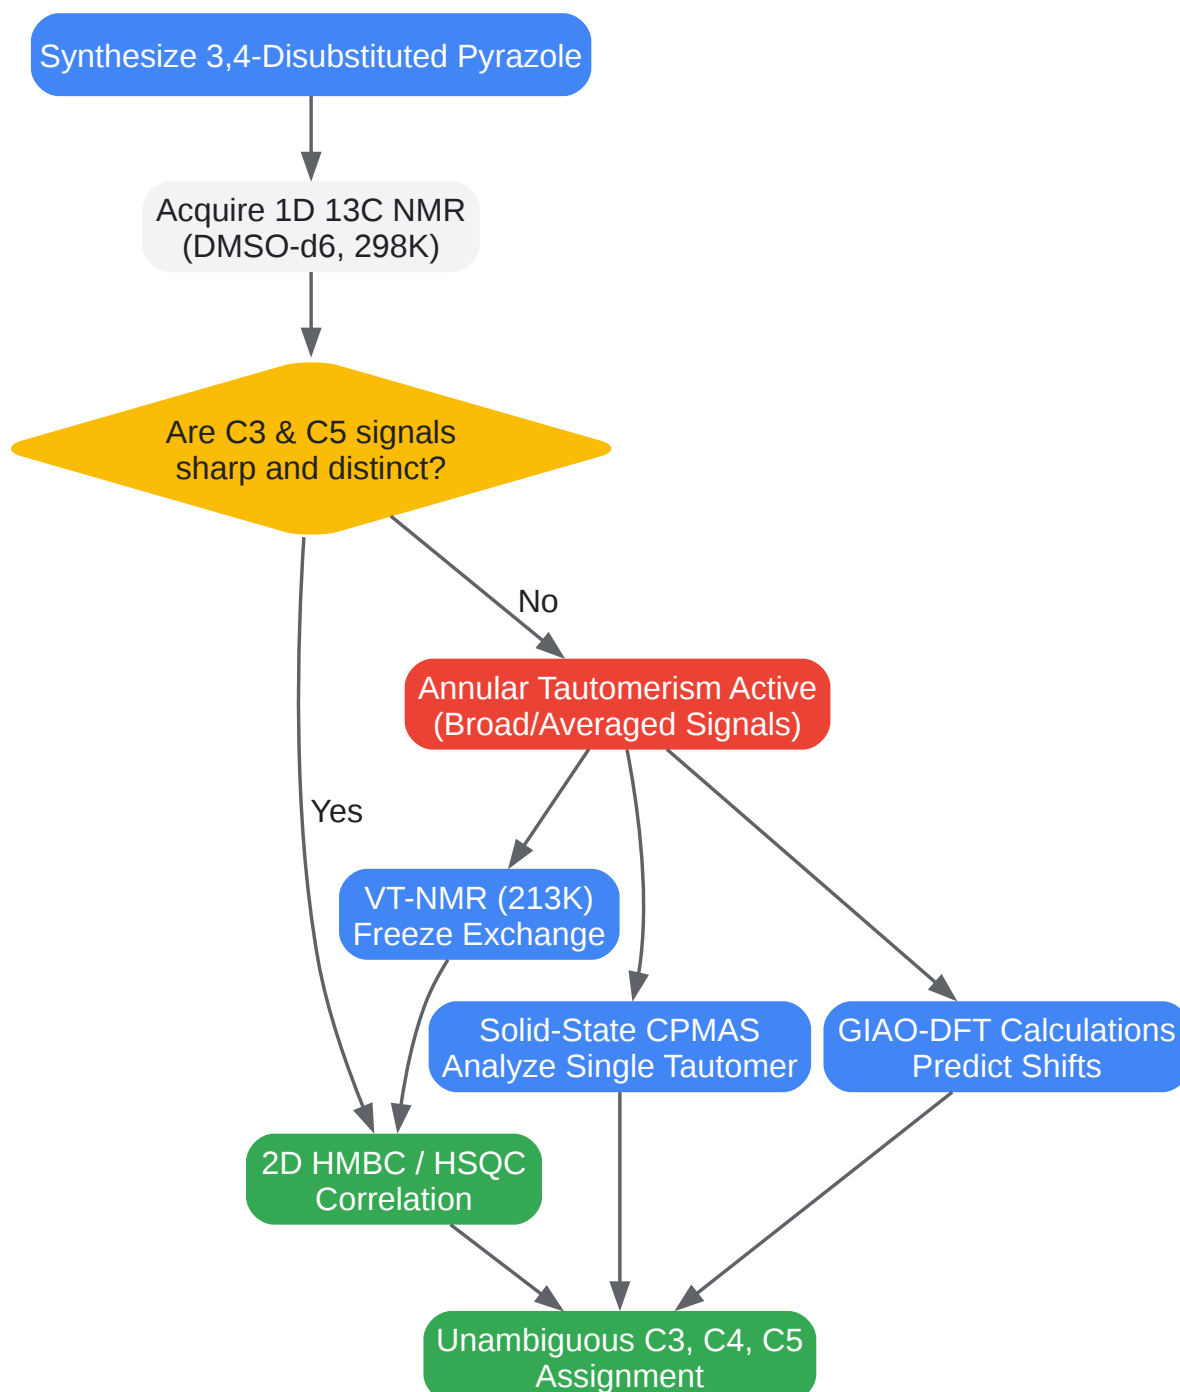 Synthesize 3,4-Disubstituted Pyrazole
Acquire 1D 13C NMR
(DMSO-d6, 298K)
Are C3 & C5 signals
sharp and distinct?
No
Annular Tautomerism Active
(Broad/Averaged Signals)
Yes
VT-NMR (213K)
Freeze Exchange
Solid-State CPMAS
Analyze Single Tautomer
GIAO-DFT Calculations
Predict Shifts
2D HMBC / HSQC
Correlation
Unambiguous C3, C4, C5
Assignment